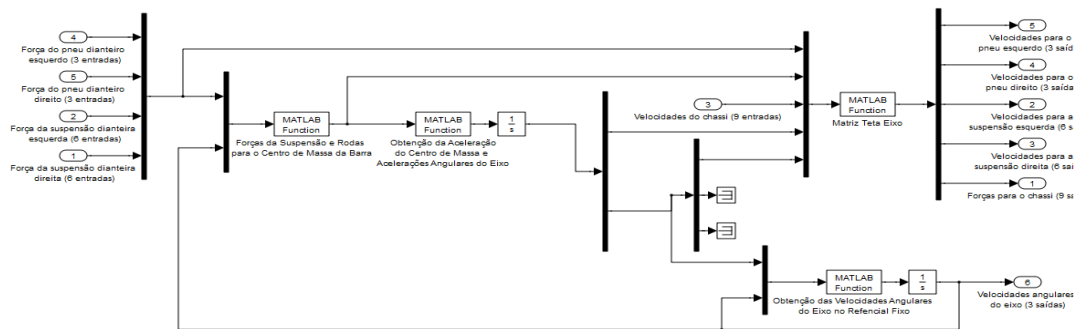 4
Força do pneu dianteiro
esquerdo (3 entradas)
5
Força do pneu dianteiro
direito (3 entradas)
2
Força da suspensão dianteira
esquerda (6 entradas)
1
Força da suspensão dianteira
direita (6 entradas)
MATLAB
Function
Forças da Suspensão e Rodas
para o Centro de Massa da Barra
MATLAB
Function
Obtenção da Aceleração
do Centro de Massa e
Acelerações Angulares do Eixo
1
s
3
Velocidades do chassi (9 entradas)
MATLAB
Function
Matriz Teta Eixo
5
Velocidades para o
pneu esquerdo (3 saíd
4
Velocidades para o
pneu direito (3 saída
2
Velocidades para a
suspensão esquerda (6 s
3
Velocidades para a
suspensão direita (6 saí
1
Forças para o chassi (9 sa
MATLAB
Function
Obtenção das Velocidades Angulares
do Eixo no Refencial Fixo
1
s
6
Velocidades angulares
do eixo (3 saídas)